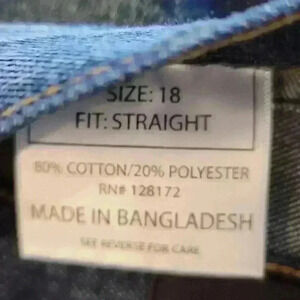 SIZE: 18
FIT: STRAIGHT
80% COTTON/20% POLYESTER
RN# 128172
MADE IN BANGLADESH
SEE REVERSE FOR CARE